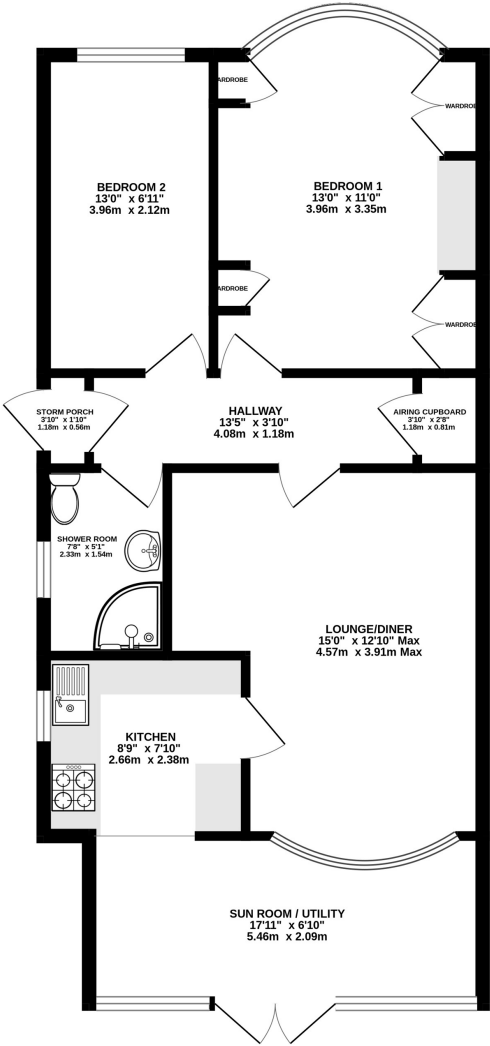 ARDROBE
WARDROBE
BEDROOM 2
13'0" x 6'11"
3.96m x 2.12m
BEDROOM 1
13'0" x 11'0"
3.96m x 3.35m
ARDROBE
WARDROBE
STORM PORCH
3'10" x 1'10"
1.18m x 0.56m
HALLWAY
13'5" x 3'10"
4.08m x 1.18m
AIRING CUPBOARD
3'10" x 2'8"
1.18m x 0.81m
SHOWER ROOM
7'8" x 5'1"
2.33m x 1.54m
LOUNGE/DINER
15'0" x 12'10" Max
4.57m x 3.91m Max
KITCHEN
8'9" x 7'10"
2.66m x 2.38m
SUN ROOM / UTILITY
17'11" x 6'10"
5.46m x 2.09m